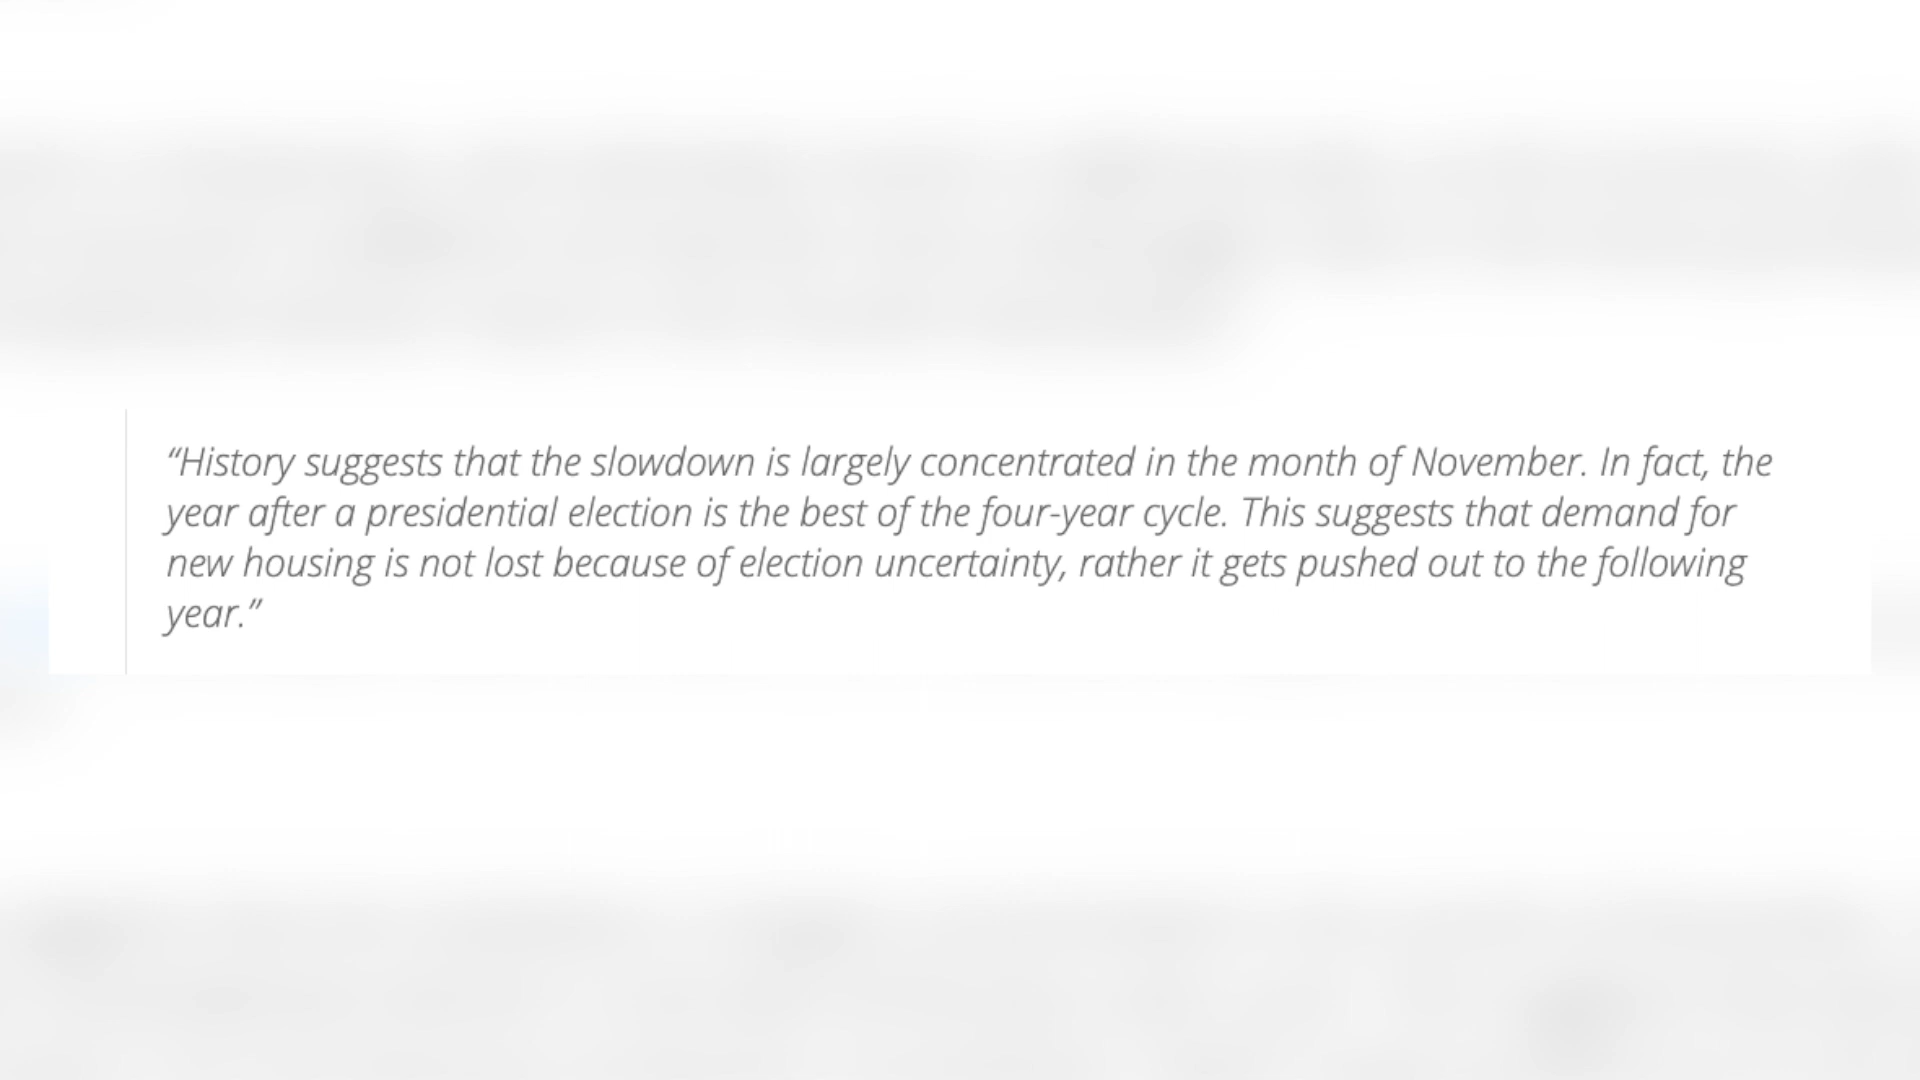 “History suggests that the slowdown is largely concentrated in the month of November. In fact, the
year after a presidential election is the best of the four-year cycle. This suggests that demand for
new housing is not lost because of election uncertainty, rather it gets pushed out to the following
year.”